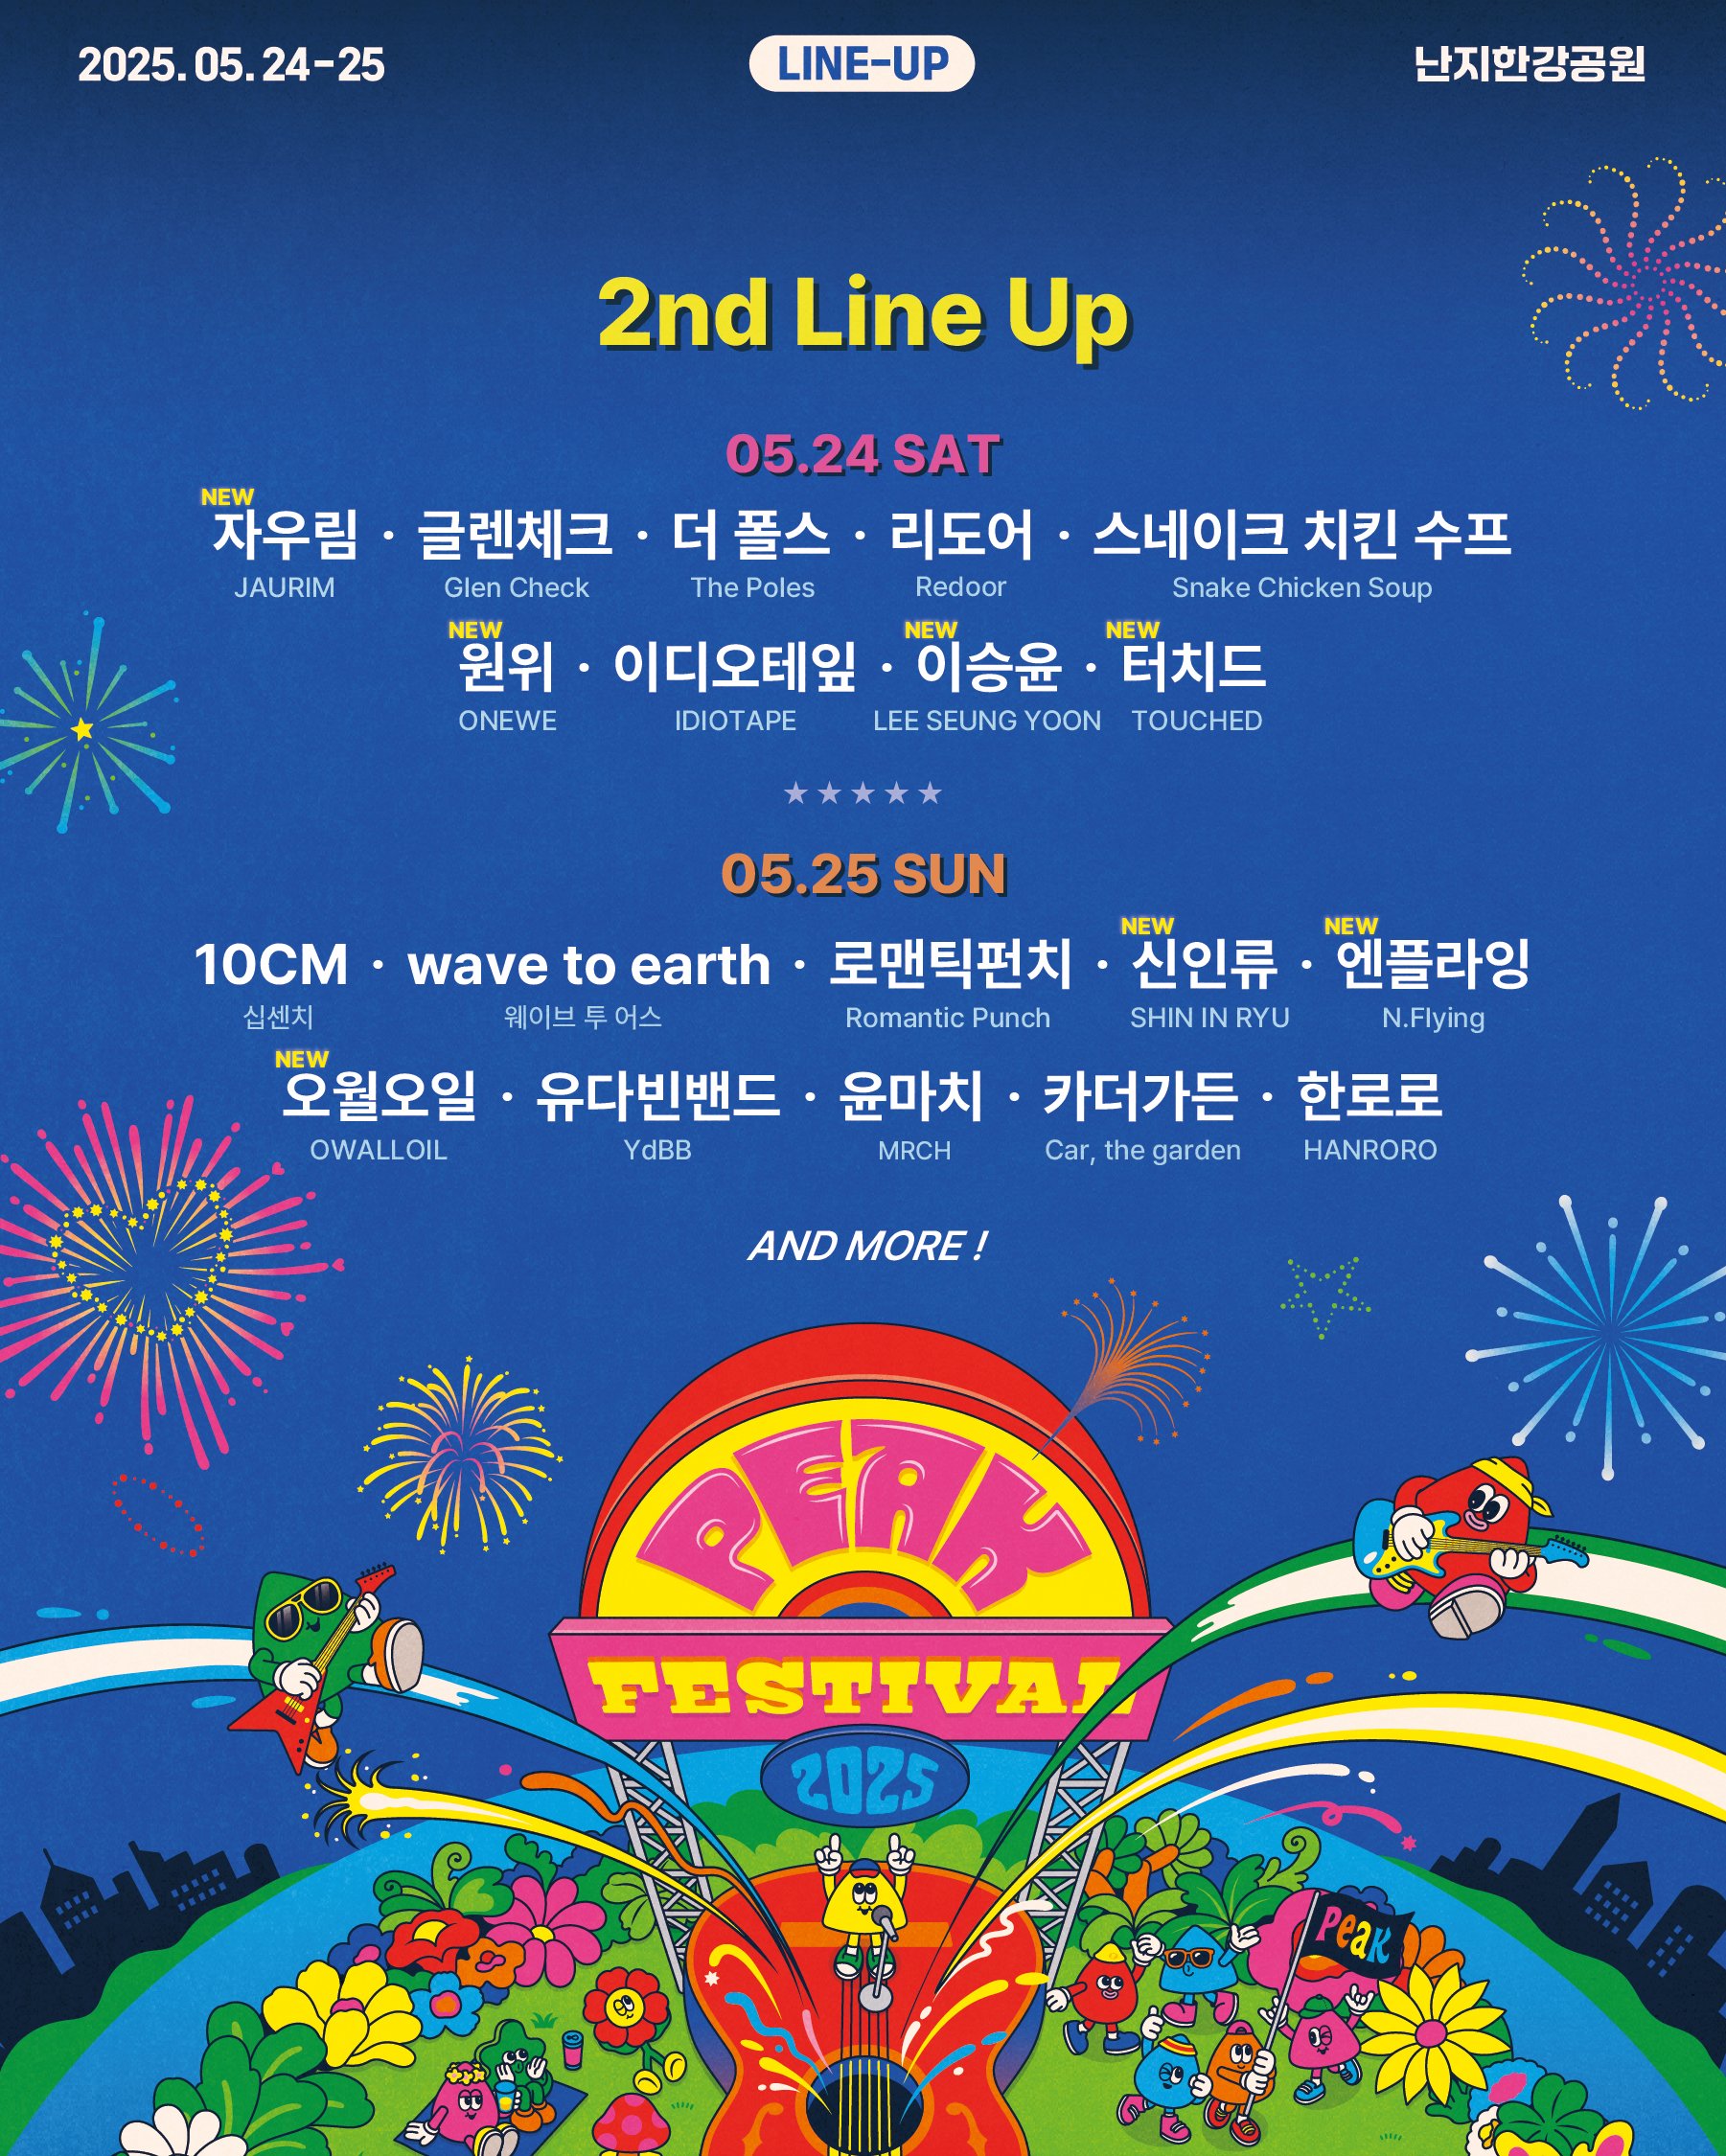 2025. 05. 24-25
LINE-UP
난지한강공원
2nd Line Up
05.24 SAT
NEW
자우림 · 글렌체크 · 더 폴스 · 리도어 · 스네이크 치킨 수프
JAURIM Glen Check The Poles Redoor Snake Chicken Soup
NEW NEW NEW
원위 · 이디오테잎 · 이승윤 · 터치드
ONEWE IDIOTAPE LEE SEUNG YOON TOUCHED
★★★★★
05.25 SUN
NEW NEW
10CM · wave to earth · 로맨틱펀치 · 신인류 · 엔플라잉
십센치 웨이브 투 어스 Romantic Punch SHIN IN RYU N.Flying
NEW
오월오일 · 유다빈밴드 · 윤마치 · 카더가든 · 한로로
OWALLOIL YdBB MRCH Car, the garden HANRORO
AND MORE !
PEAK
FESTIVAL
2025
PeaK